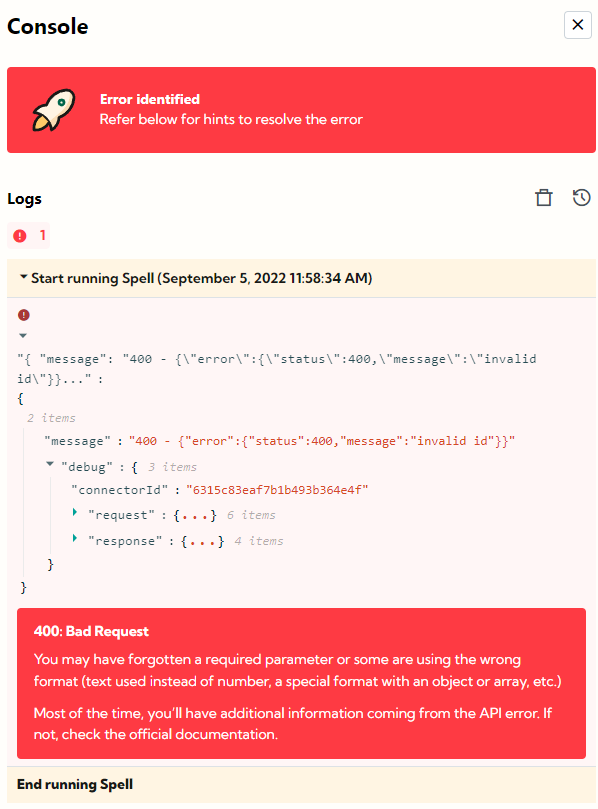 Console
Error identified
Refer below for hints to resolve the error
Logs
1
Start running Spell (September 5, 2022 11:58:34 AM)
"{ "message": "400 - {\"error\":{\"status\":400,\"message\":\"invalid
id\"}}..." :
{
2 items
"message" : "400 - {"error":{"status":400,"message":"invalid id"}}"
"debug" : { 3 items
"connectorId" : "6315c83eaf7b1b493b364e4f"
"request" : {...} 6 items
"response" : {...} 4 items
}
}
400: Bad Request
You may have forgotten a required parameter or some are using the wrong
format (text used instead of number, a special format with an object or array, etc.)
Most of the time, you'll have additional information coming from the API error. If
not, check the official documentation.
End running Spell